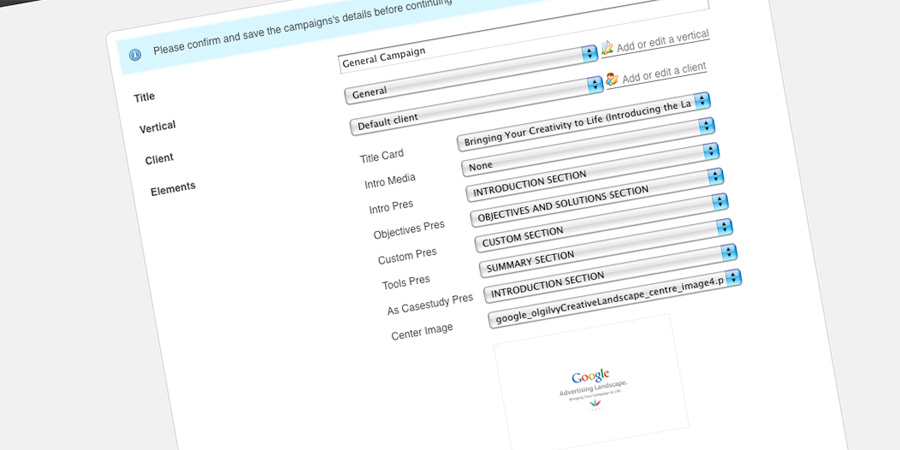 Please confirm and save the campaigns's details before continuing
Title
General Campaign
Vertical
General
Add or edit a vertical
Client
Default client
Add or edit a client
Elements
Title Card
Bringing Your Creativity to Life (Introducing the La
Intro Media
None
Intro Pres
INTRODUCTION SECTION
Objectives Pres
OBJECTIVES AND SOLUTIONS SECTION
Custom Pres
CUSTOM SECTION
Tools Pres
SUMMARY SECTION
As Casestudy Pres
INTRODUCTION SECTION
Center Image
google_olgilvyCreativeLandscape_centre_image4.p
Google
Advertising Landscape.
Bringing Your Campaign to Life